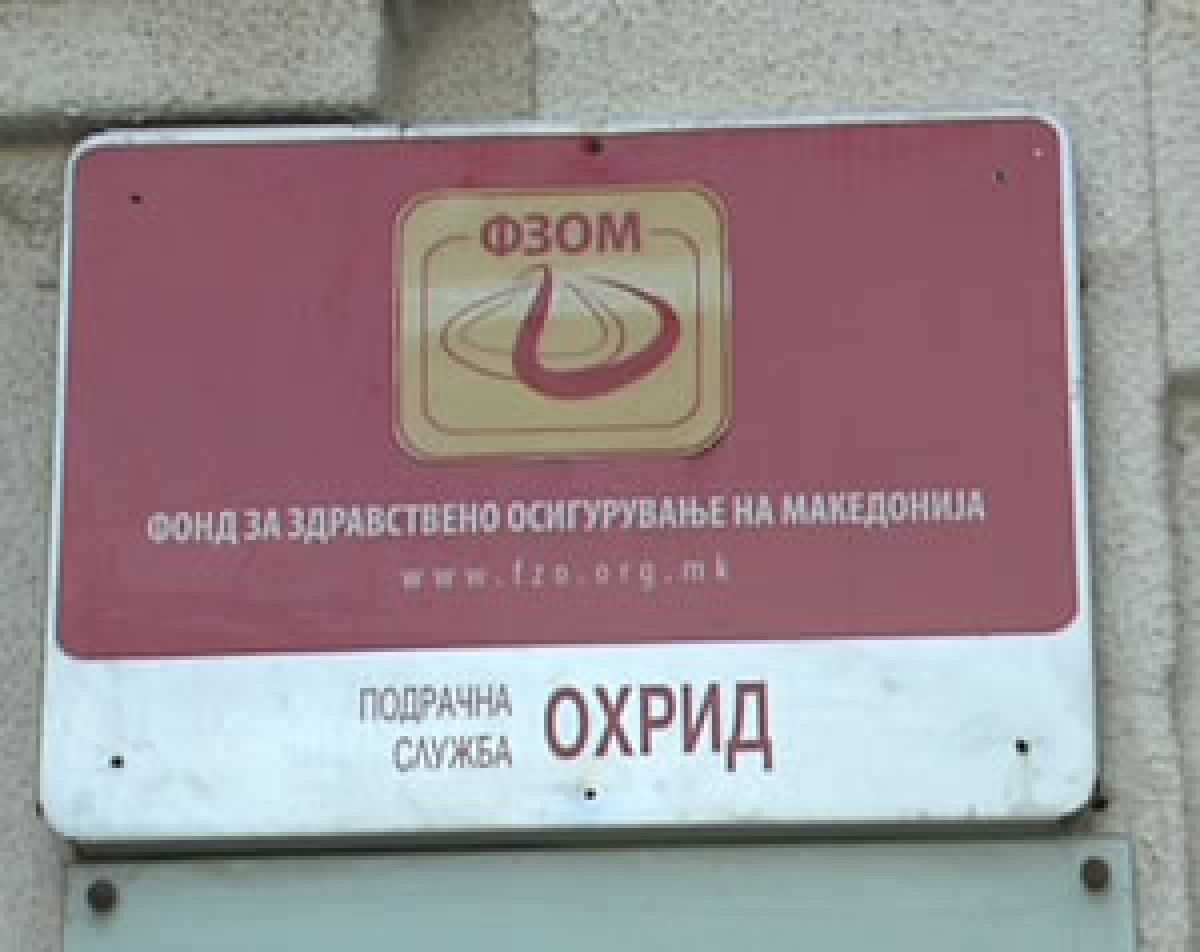 ФЗОМ
ФОНД ЗА ЗДРАВСТВЕНО ОСИГУРУВАЊЕ НА МАКЕДОНИЈА
www.fzo.org.mk
ПОДРАЧНА
СЛУЖБА
ОХРИД